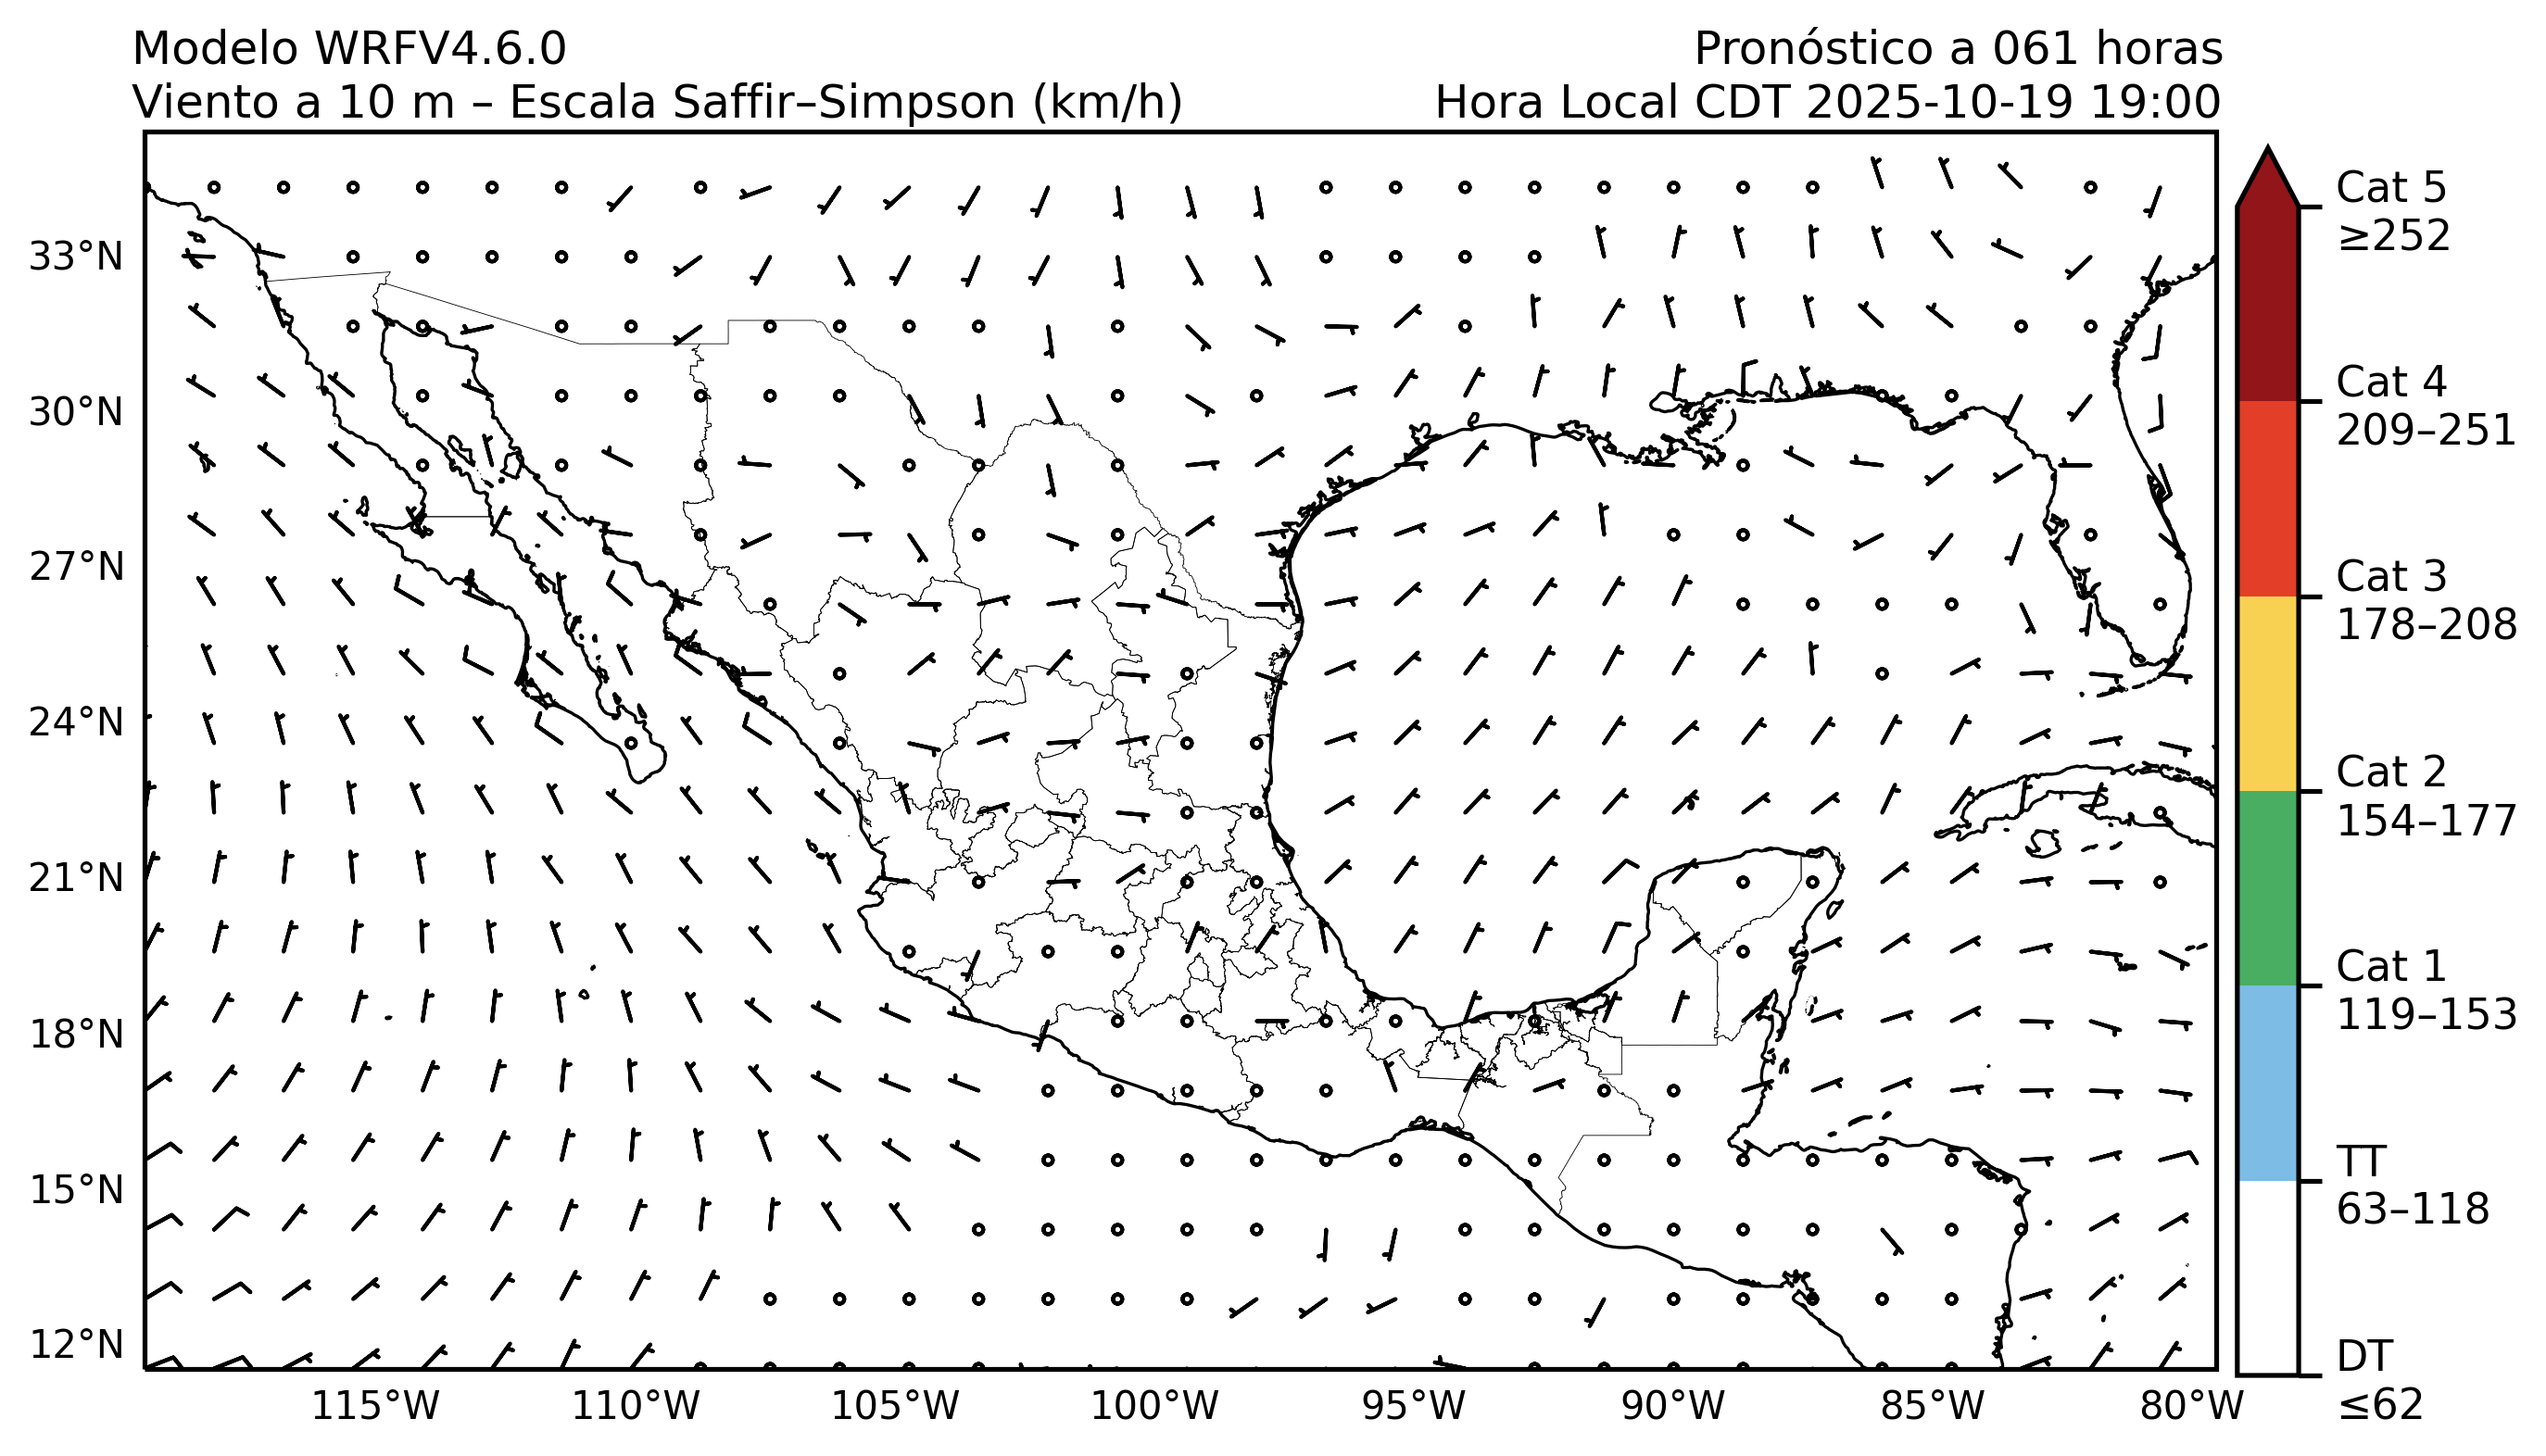 Modelo WRFV4.6.0
Pronóstico a 061 horas
Viento a 10 m – Escala Saffir–Simpson (km/h)
Hora Local CDT 2025-10-19 19:00
33°N
30°N
27°N
24°N
21°N
18°N
15°N
12°N
115°W
110°W
105°W
100°W
95°W
90°W
85°W
80°W
Cat 5
≥252
Cat 4
209–251
Cat 3
178–208
Cat 2
154–177
Cat 1
119–153
TT
63–118
DT
≤62